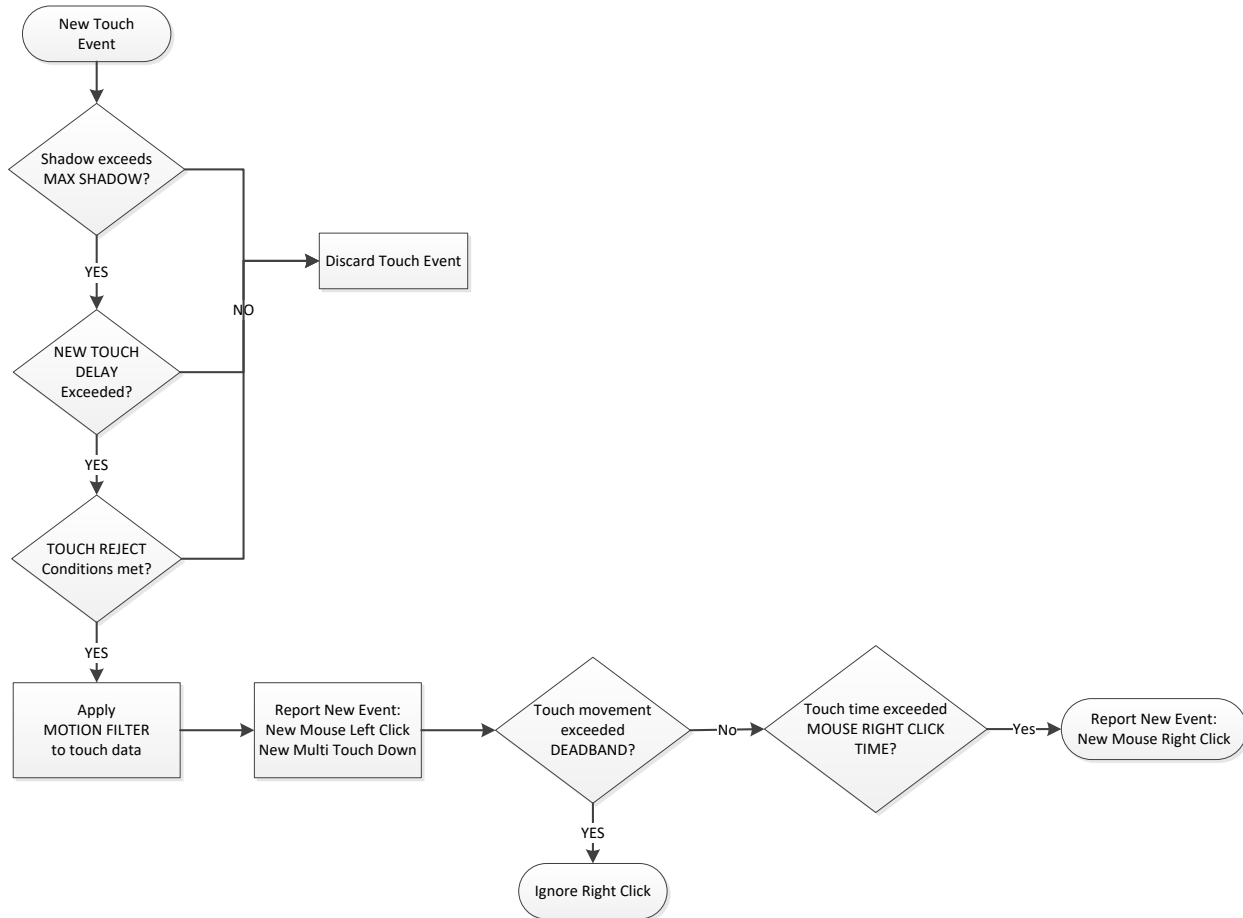 New Touch
Event
Shadow exceeds
MAX SHADOW?
YES
Discard Touch Event
NO
NEW TOUCH
DELAY
Exceeded?
YES
TOUCH REJECT
Conditions met?
YES
Apply
MOTION FILTER
to touch data
Report New Event:
New Mouse Left Click
New Multi Touch Down
Touch movement
exceeded
DEADBAND?
No
Touch time exceeded
MOUSE RIGHT CLICK
TIME?
Yes
Report New Event:
New Mouse Right Click
YES
Ignore Right Click